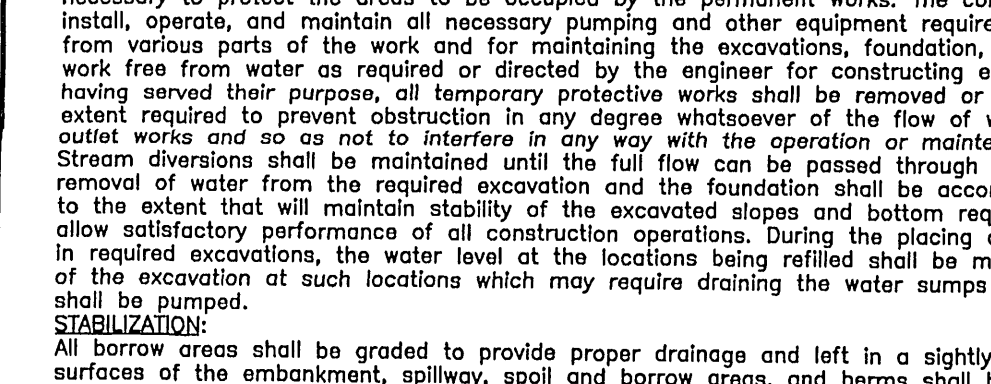 necessary to protect the areas to be occupied by the permanent works. The
install, operate, and maintain all necessary pumping and other equipment
from various parts of the work and for maintaining the excavations, foundation,
work free from water as required or directed by the engineer for constructing
having served their purpose, all temporary protective works shall be removed or
extent required to prevent obstruction in any degree whatsoever of the flow of
outlet works and so as not to interfere in any way with the operation or
Stream diversions shall be maintained until the full flow can be passed through
removal of water from the required excavation and the foundation shall be
to the extent that will maintain stability of the excavated slopes and bottom
allow satisfactory performance of all construction operations. During the placing
in required excavations, the water level at the locations being refilled shall be
of the excavation at such locations which may require draining the water sumps
shall be pumped.
STABILIZATION:
All borrow areas shall be graded to provide proper drainage and left in a sightly
surfaces of the embankment, spillway, spoil and borrow areas, and berms shall